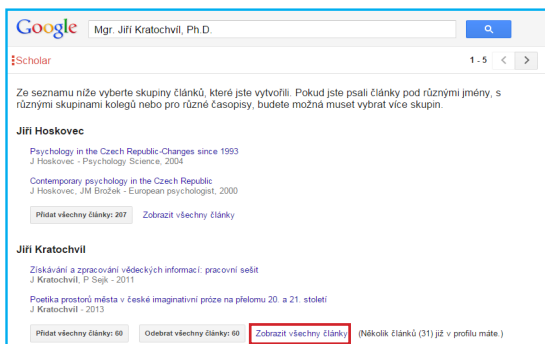 Google Mgr. Jiří Kratochvíl, Ph.D.
Scholar 1 - 5 < >
Ze seznamu níže vyberte skupiny článků, které jste vytvořili. Pokud jste psali články pod různými jmény, s
různými skupinami kolegů nebo pro různé časopisy, budete možná muset vybrat více skupin.
Jiří Hoskovec
Psychology in the Czech Republic-Changes since 1993
J Hoskovec - Psychology Science, 2004
Contemporary psychology in the Czech Republic
J Hoskovec, JM Brožek - European psychologist, 2000
Přidat všechny články: 207 Zobrazit všechny články
Jiří Kratochvil
Získávání a zpracování vědeckých informací: pracovní sešit
J Kratochvíl, P Sejk - 2011
Poetika prostorů města v české imaginativní próze na přelomu 20. a 21. století
J Kratochvil - 2013
Přidat všechny články: 60 Odebrat všechny články: 60 Zobrazit všechny články (Několik článků (31) již v profilu máte.)